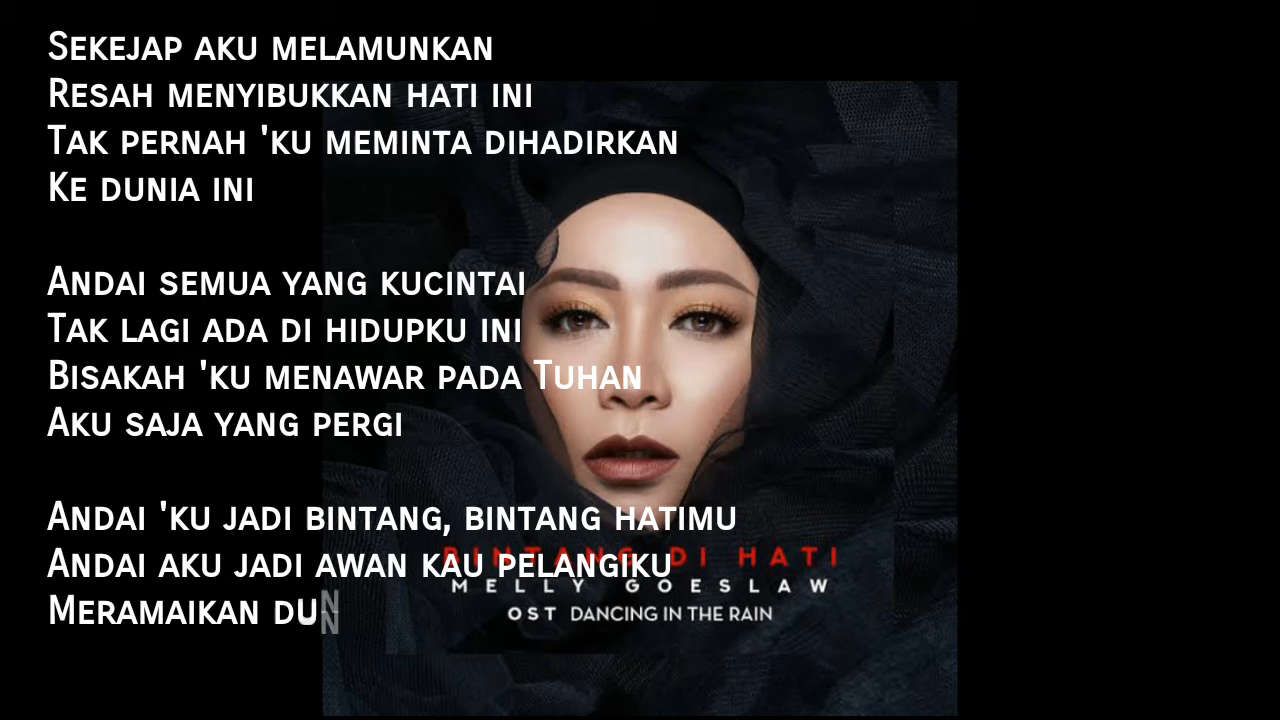 Sekejap aku melamunkan
Resah menyibukkan hati ini
Tak pernah 'ku meminta dihadirkan
Ke dunia ini
Andai semua yang kucintai
Tak lagi ada di hidupku ini
Bisakah 'ku menawar pada Tuhan
Aku saja yang pergi
Andai 'ku jadi bintang, bintang hatimu
Andai aku jadi awan kau pelangiku
Meramaikan dun
BINTANG DI HATI
MELLY GOESLAW
OST DANCING IN THE RAIN